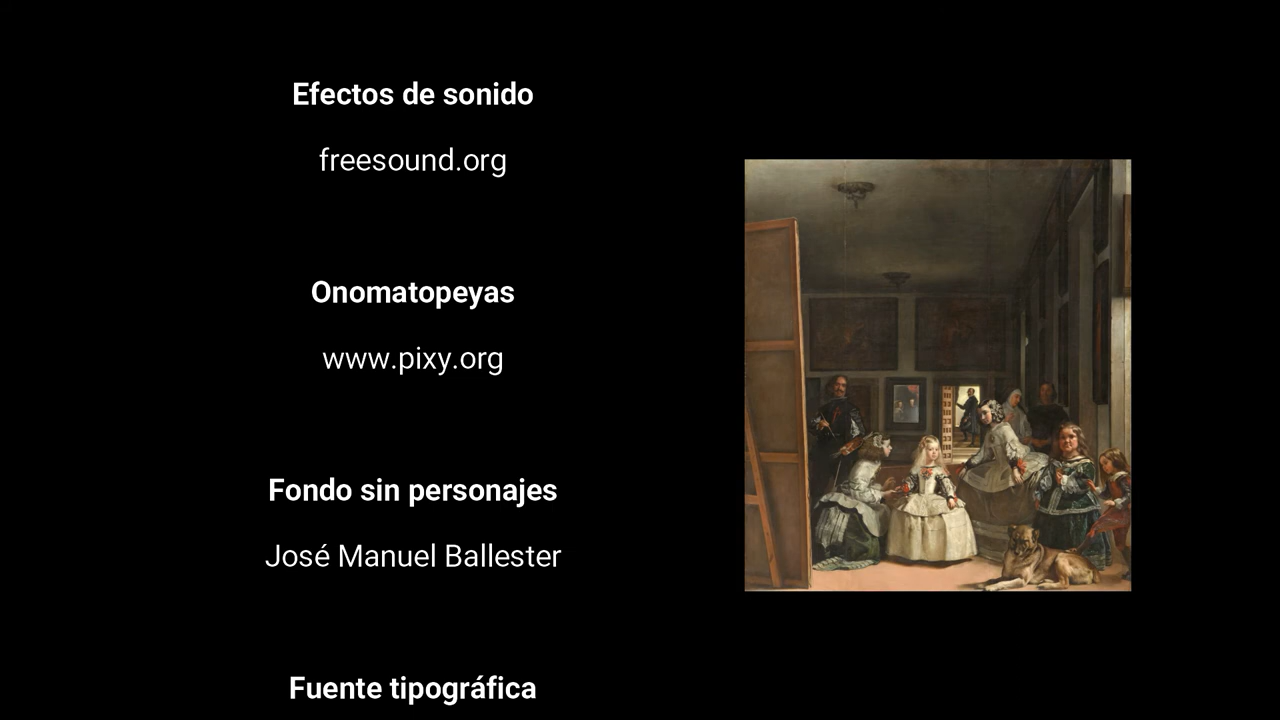 Efectos de sonido
freesound.org
Onomatopeyas
www.pixy.org
Fondo sin personajes
José Manuel Ballester
Fuente tipográfica